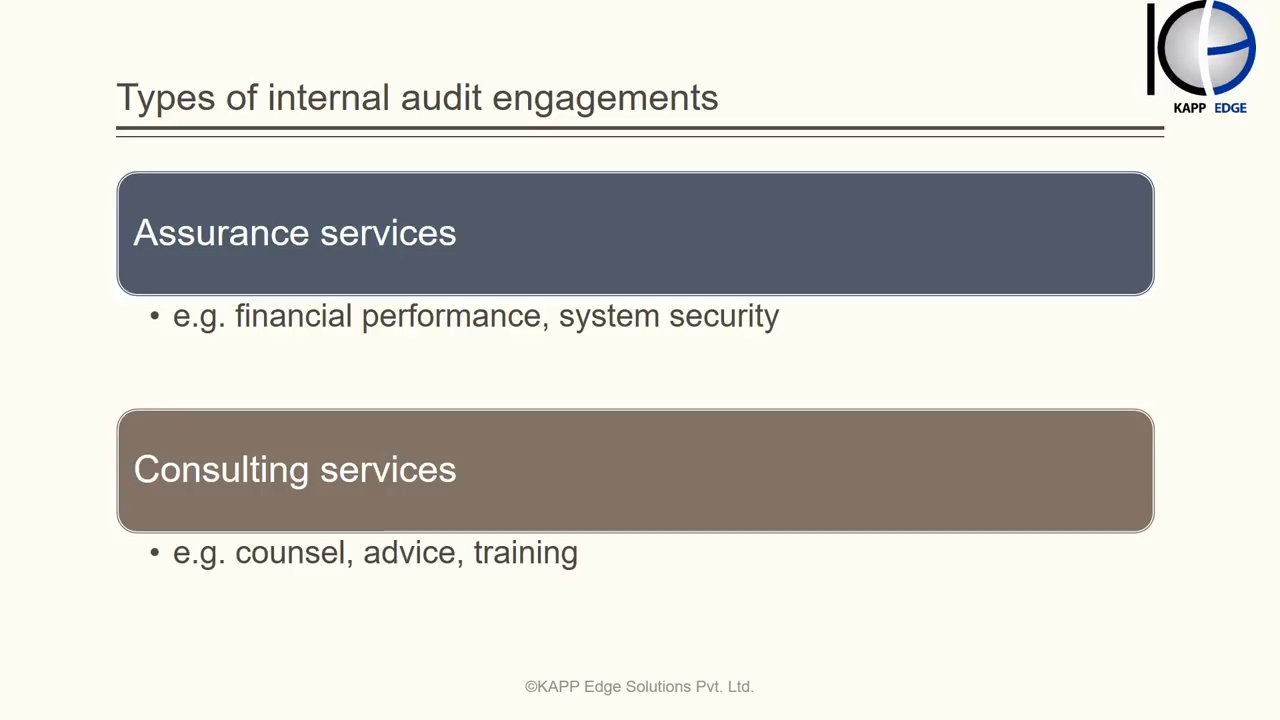 KAPP EDGE
Types of internal audit engagements
Assurance services
• e.g. financial performance, system security
Consulting services
• e.g. counsel, advice, training
©KAPP Edge Solutions Pvt. Ltd.